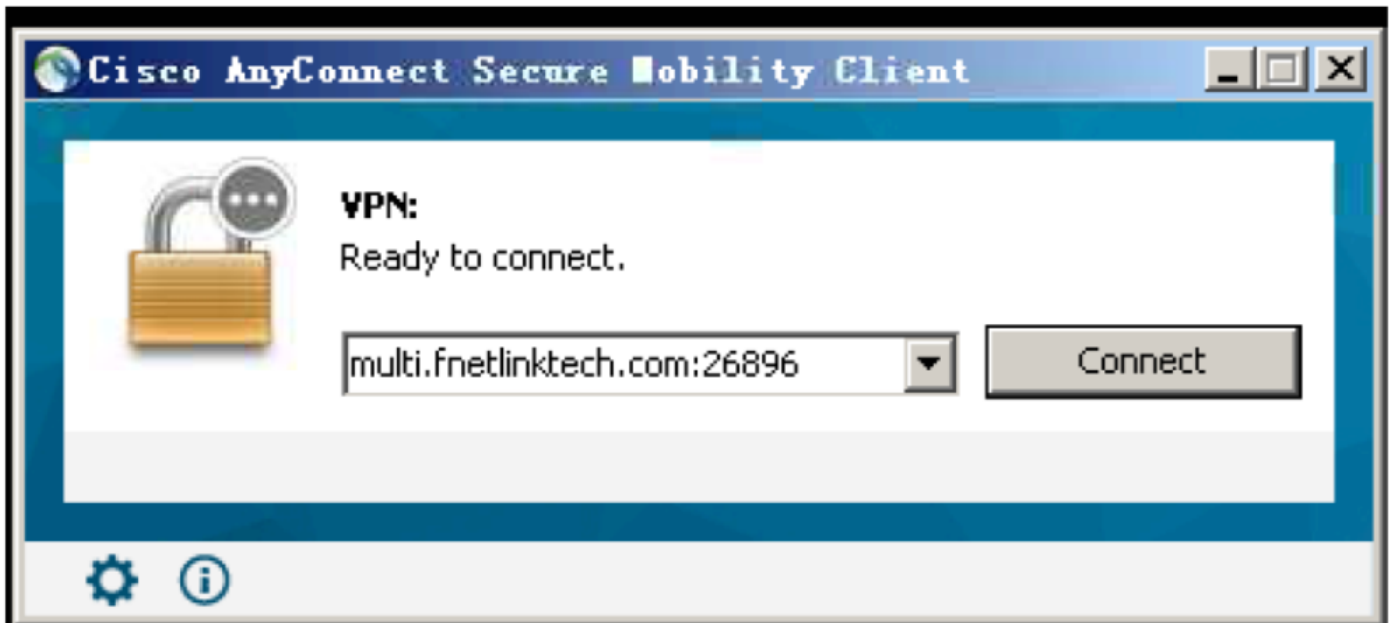 Cisco AnyConnect Secure Mobility Client
VPN:
Ready to connect.
multi.fnetlinktech.com:26896
Connect